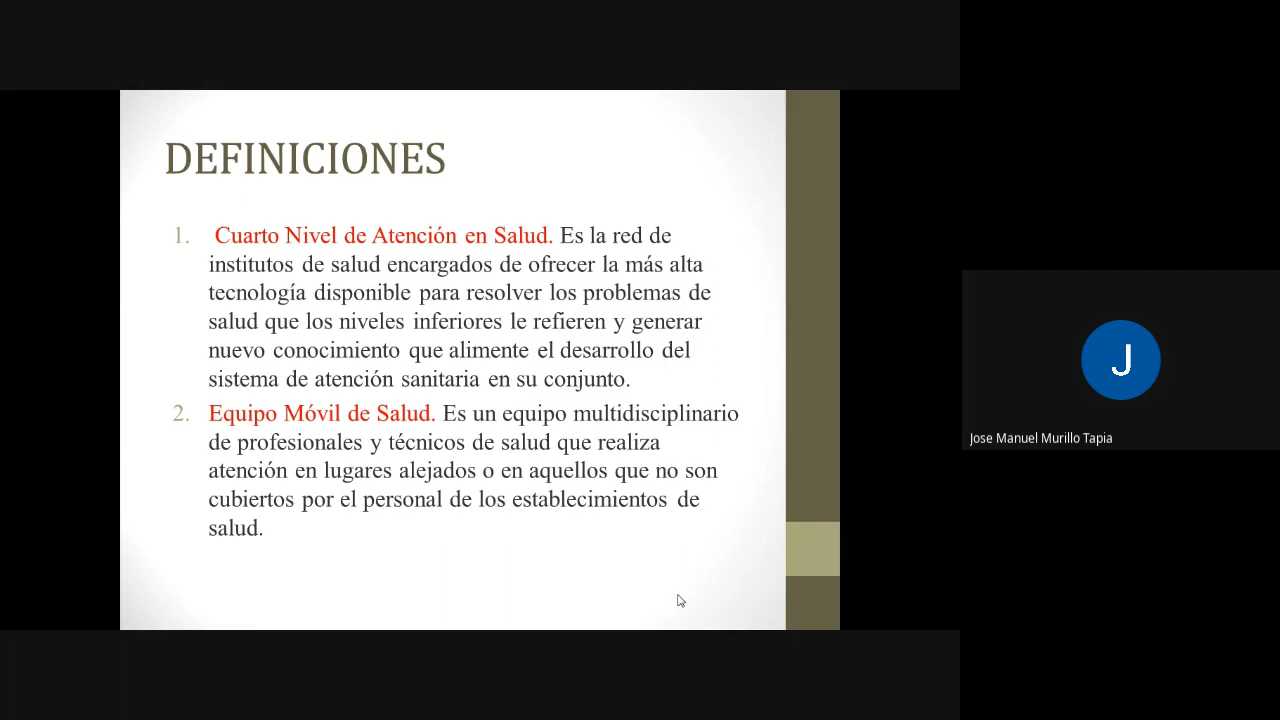 DEFINICIONES
1. Cuarto Nivel de Atención en Salud. Es la red de
institutos de salud encargados de ofrecer la más alta
tecnología disponible para resolver los problemas de
salud que los niveles inferiores le refieren y generar
nuevo conocimiento que alimente el desarrollo del
sistema de atención sanitaria en su conjunto.
2. Equipo Móvil de Salud. Es un equipo multidisciplinario
de profesionales y técnicos de salud que realiza
atención en lugares alejados o en aquellos que no son
cubiertos por el personal de los establecimientos de
salud.
J
Jose Manuel Murillo Tapia